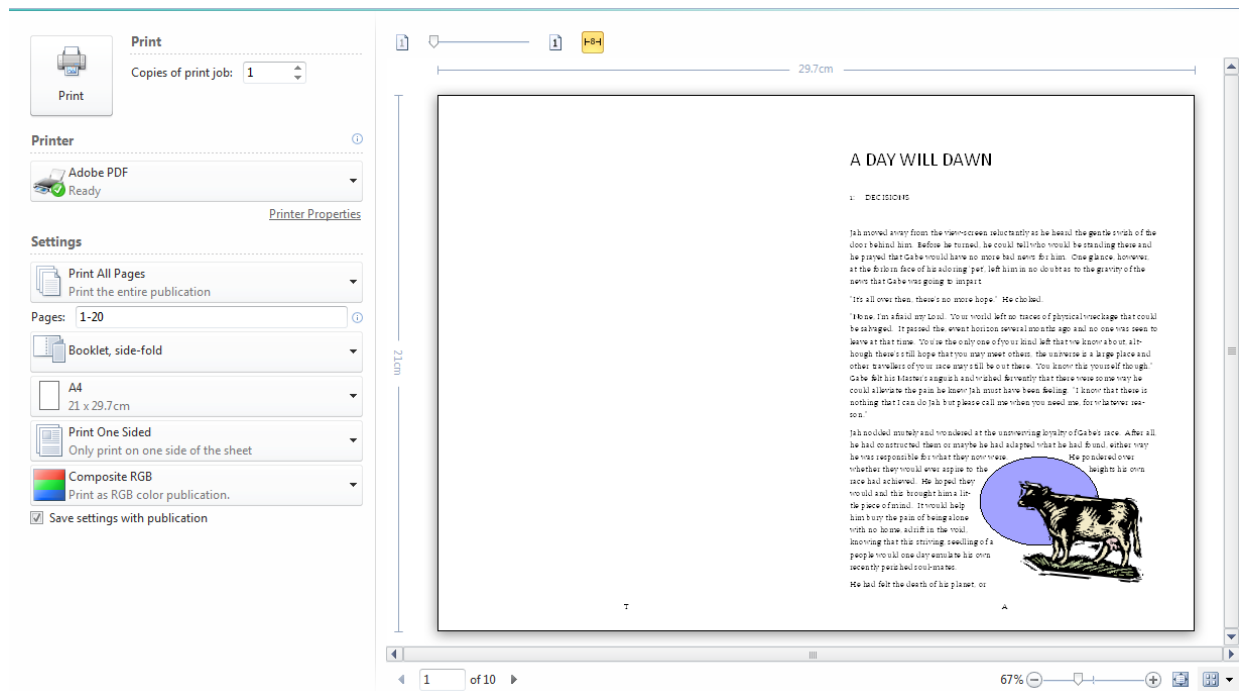 Print
Copies of print job: 1
Print
Printer
Adobe PDF
Ready
Printer Properties
Settings
Print All Pages
Print the entire publication
Pages: 1-20
Booklet, side-fold
A4
21 x 29.7cm
Print One Sided
Only print on one side of the sheet
Composite RGB
Print as RGB color publication.
Save settings with publication
1
1
29.7cm
21cm
A DAY WILL DAWN
1: DECISIONS
Jah moved away from the view-screen reluctantly as he heard the gentle swish of the
door behind him. Before he turned, he could tell who would be standing there and
he prayed that Gabe would have no more bad news for him. One glance, however,
at the forlorn face of his adoring 'pet', left him in no doubt as to the gravity of the
news that Gabe was going to impart.
"It's all over then, there's no more hope." He choked.
"None, I'm afraid my Lord. Your world left no traces of physical wreckage that could
be salvaged. It passed the, event horizon several months ago and no one was seen to
leave at that time. You're the only one of your kind left that we know about, alt-
hough there's still hope that you may meet others, the universe is a large place and
other travellers of your race may still be out there. You know this yourself though."
Gabe felt his Master's anguish and wished fervently that there were some way he
could alleviate the pain he knew Jah must have been feeling. "I know that there is
nothing that I can do Jah but please call me when you need me, for whatever rea-
son."
Jah nodded mutely and wondered at the unswerving loyalty of Gabe's race. After all,
he had constructed them or maybe he had adapted what he had found, either way
he was responsible for what they now were. He pondered over
whether they would ever aspire to the heights his own
race had achieved. He hoped they
would and this brought him a lit-
tle piece of mind. It would help
him bury the pain of being alone
with no home, adrift in the void,
knowing that this striving, seedling of a
people would one day emulate his own
recently perished soul-mates.
He had felt the death of his planet, or
T
A
1 of 10
67%